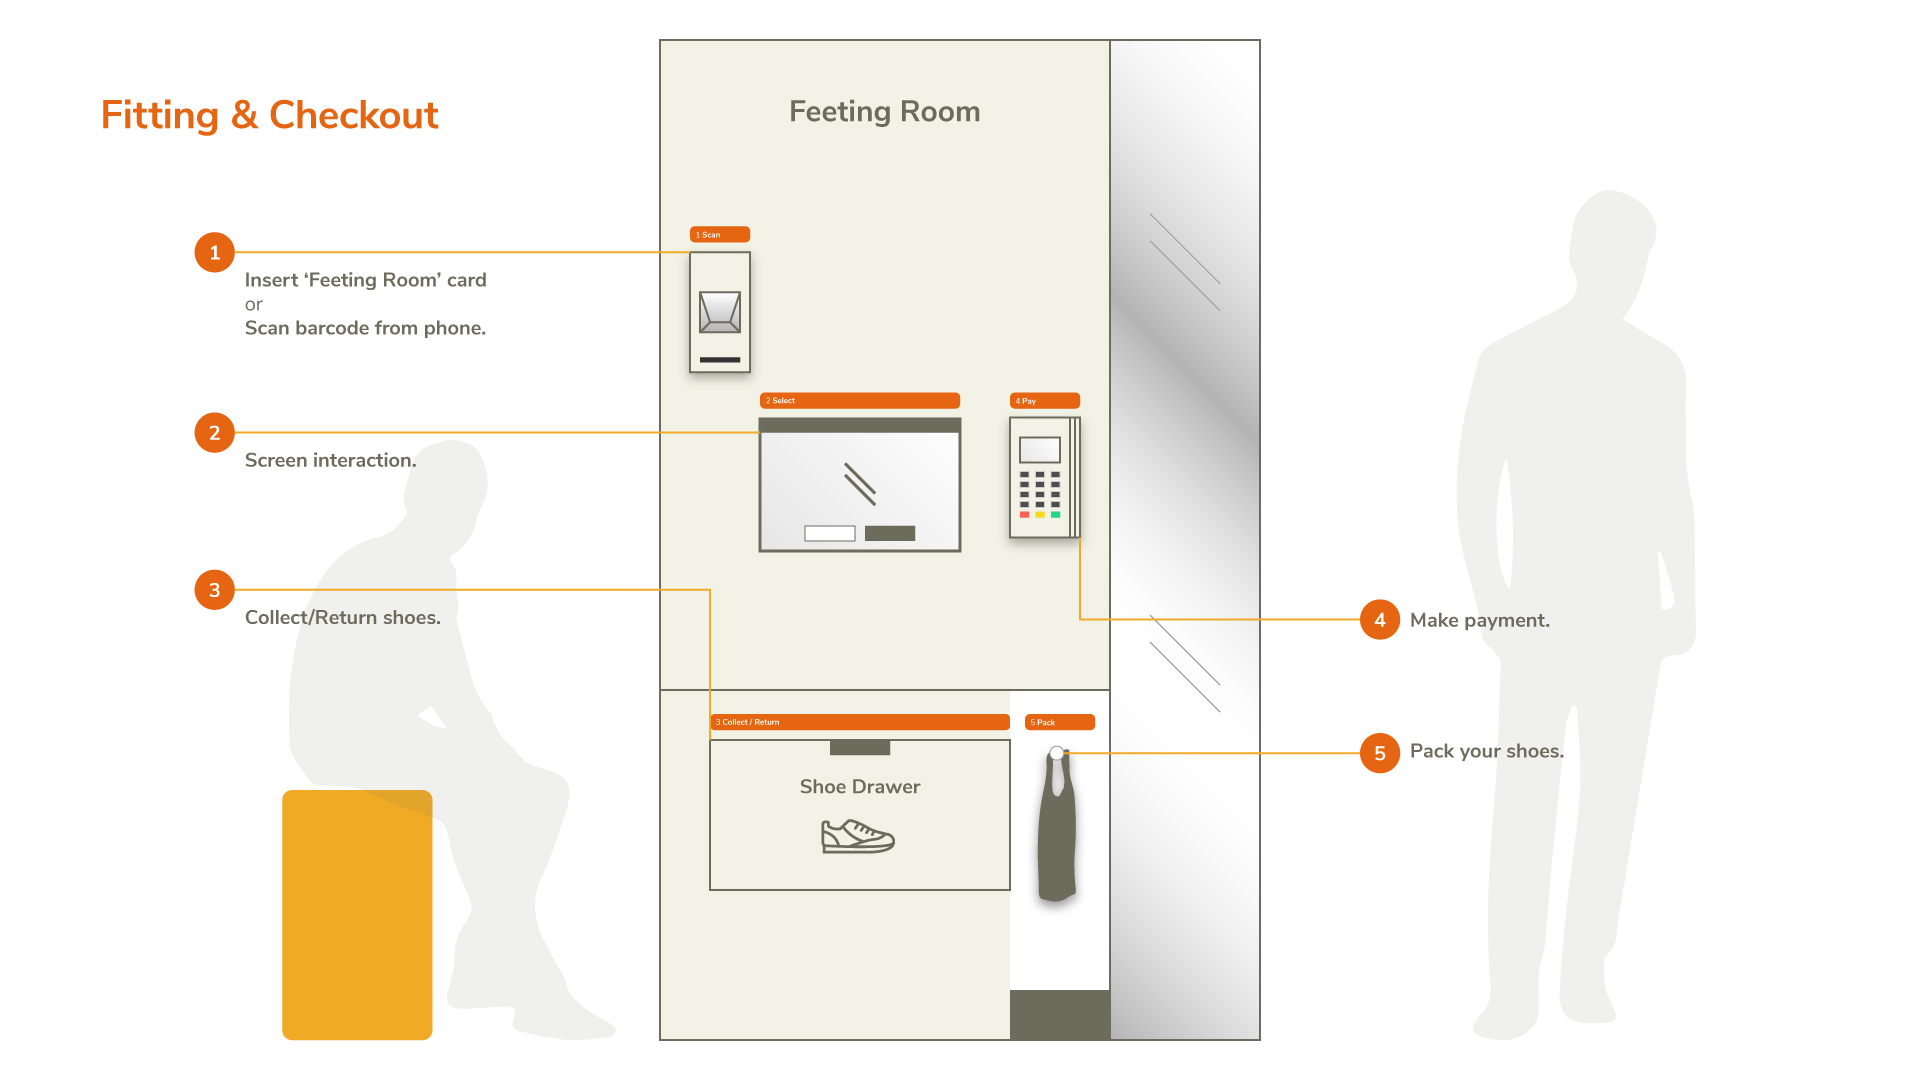 Fitting & Checkout
Feeting Room
1 Scan
1
Insert ‘Feeting Room’ card
or
Scan barcode from phone.
2 Select
4 Pay
2
Screen interaction.
3
Collect/Return shoes.
4
Make payment.
3 Collect / Return
5 Pack
5
Pack your shoes.
Shoe Drawer